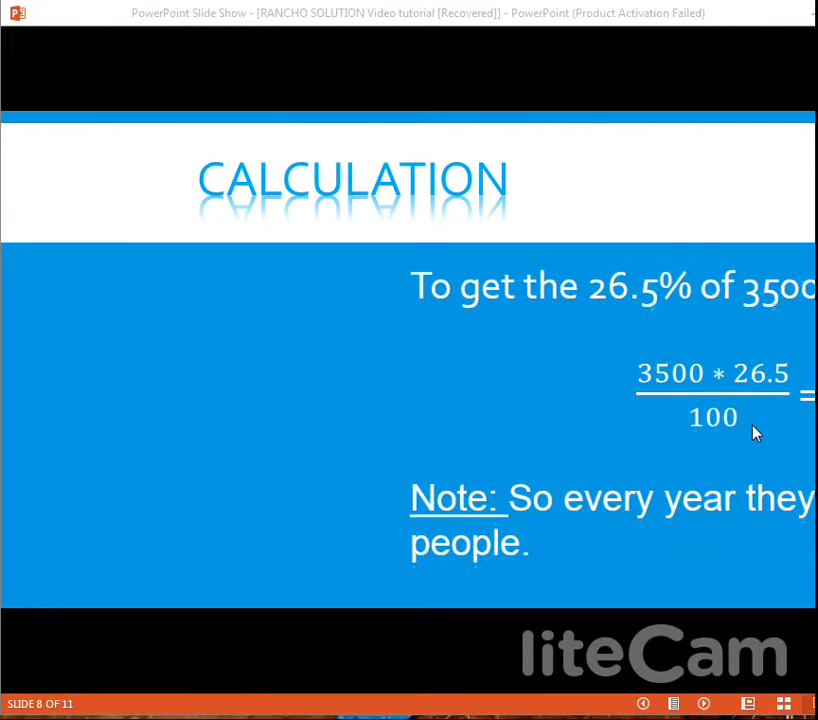 PowerPoint Slide Show - [RANCHO SOLUTION Video tutorial [Recovered]] - PowerPoint (Product Activation Failed)
CALCULATION
To get the 26.5% of 3500
3500 * 26.5
100
=
Note: So every year they
people.
liteCam
SLIDE 8 OF 11